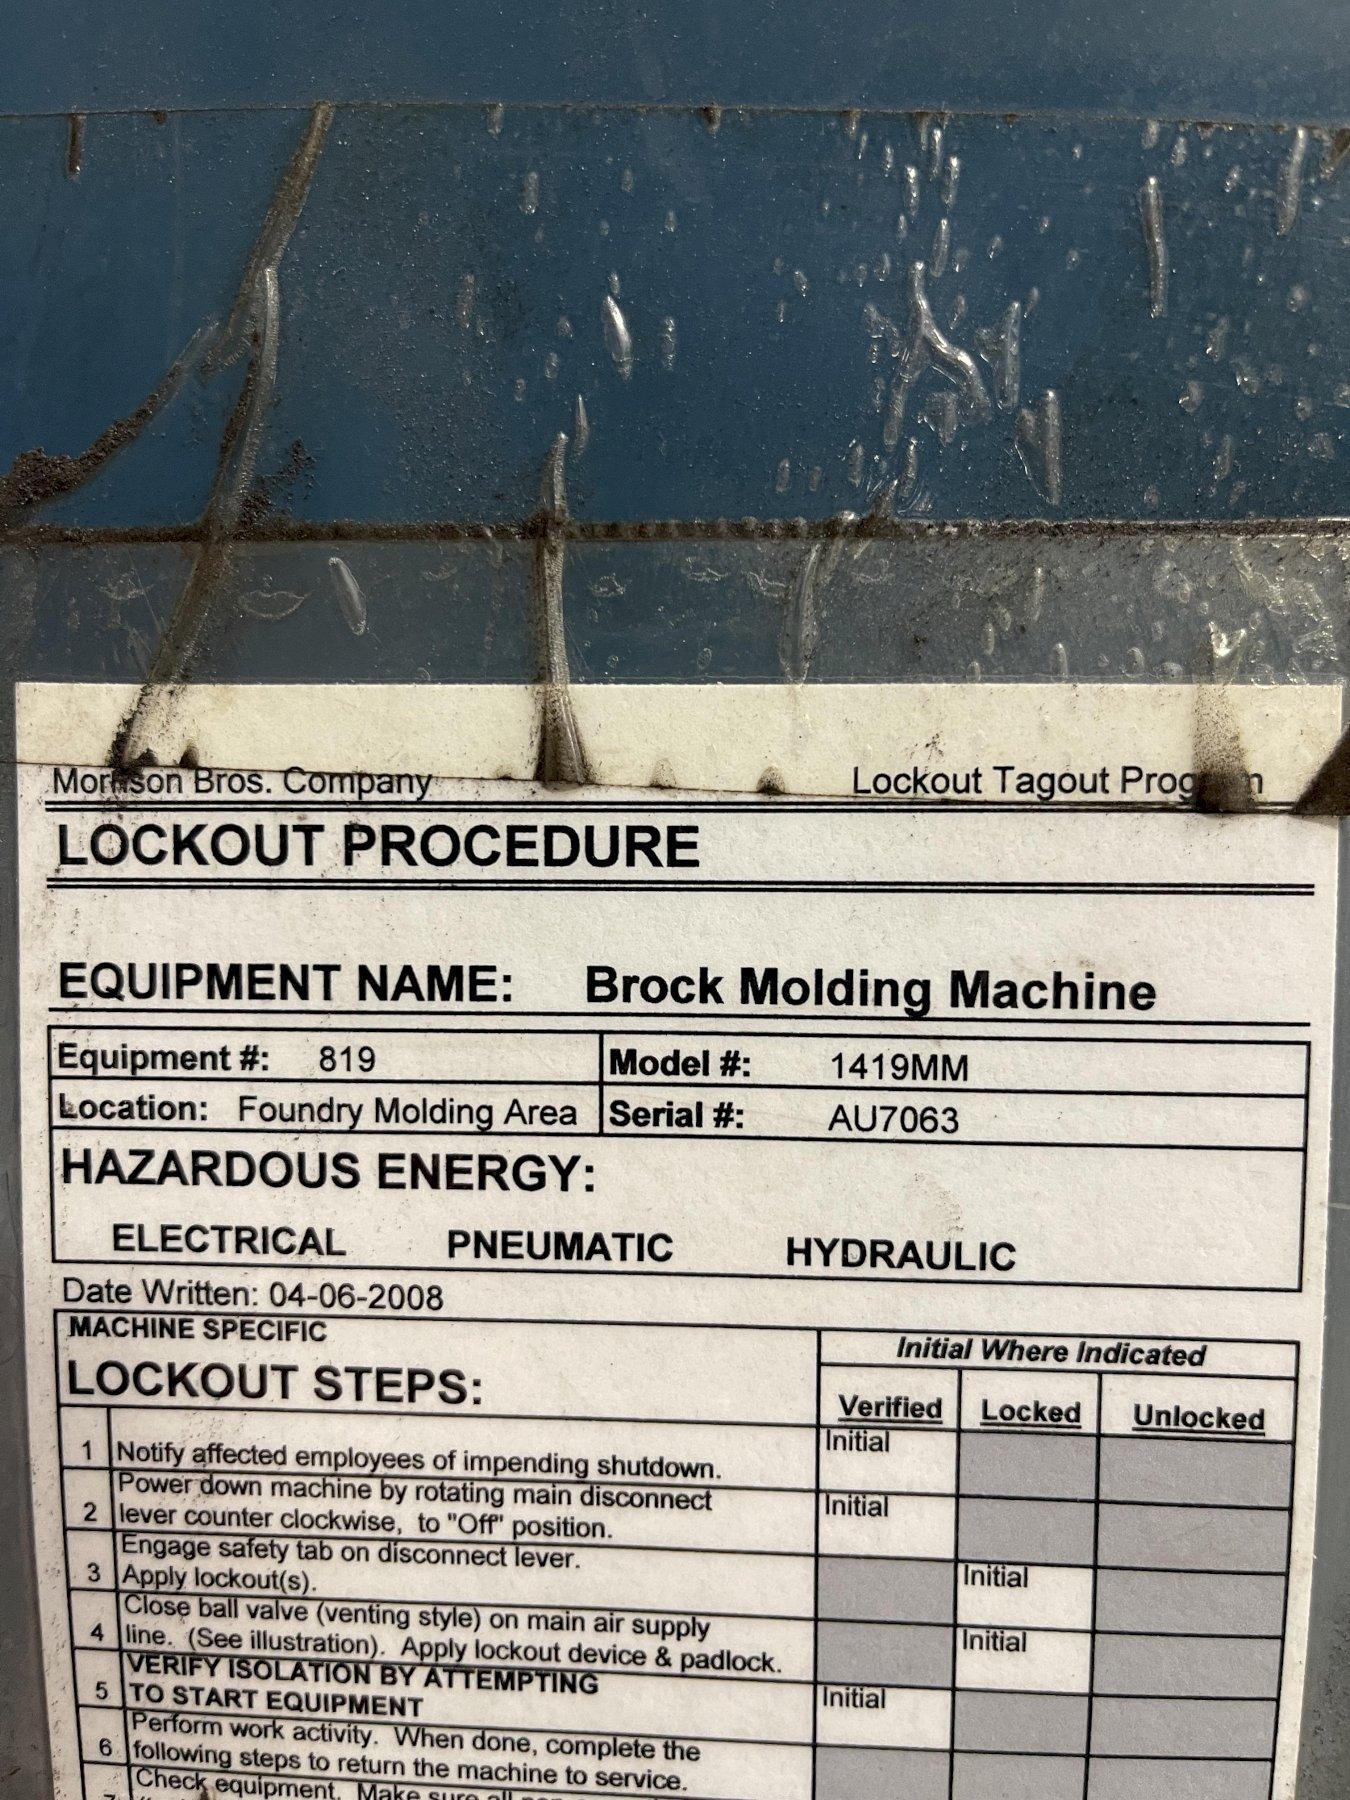 Morrison Bros. Company Lockout Tagout Program
LOCKOUT PROCEDURE
EQUIPMENT NAME: Brock Molding Machine
Equipment #: 819 Model #: 1419MM
Location: Foundry Molding Area Serial #: AU7063
HAZARDOUS ENERGY:
ELECTRICAL PNEUMATIC HYDRAULIC
Date Written: 04-06-2008
MACHINE SPECIFIC
LOCKOUT STEPS:
Initial Where Indicated
Verified Locked Unlocked
1 Notify affected employees of impending shutdown. Initial
2 Power down machine by rotating main disconnect
lever counter clockwise, to "Off" position. Initial
3 Engage safety tab on disconnect lever.
Apply lockout(s). Initial
4 Close ball valve (venting style) on main air supply
line. (See illustration). Apply lockout device & padlock. Initial
5 VERIFY ISOLATION BY ATTEMPTING
TO START EQUIPMENT Initial
6 Perform work activity. When done, complete the
following steps to return the machine to service.
Check equipment. Make sure all